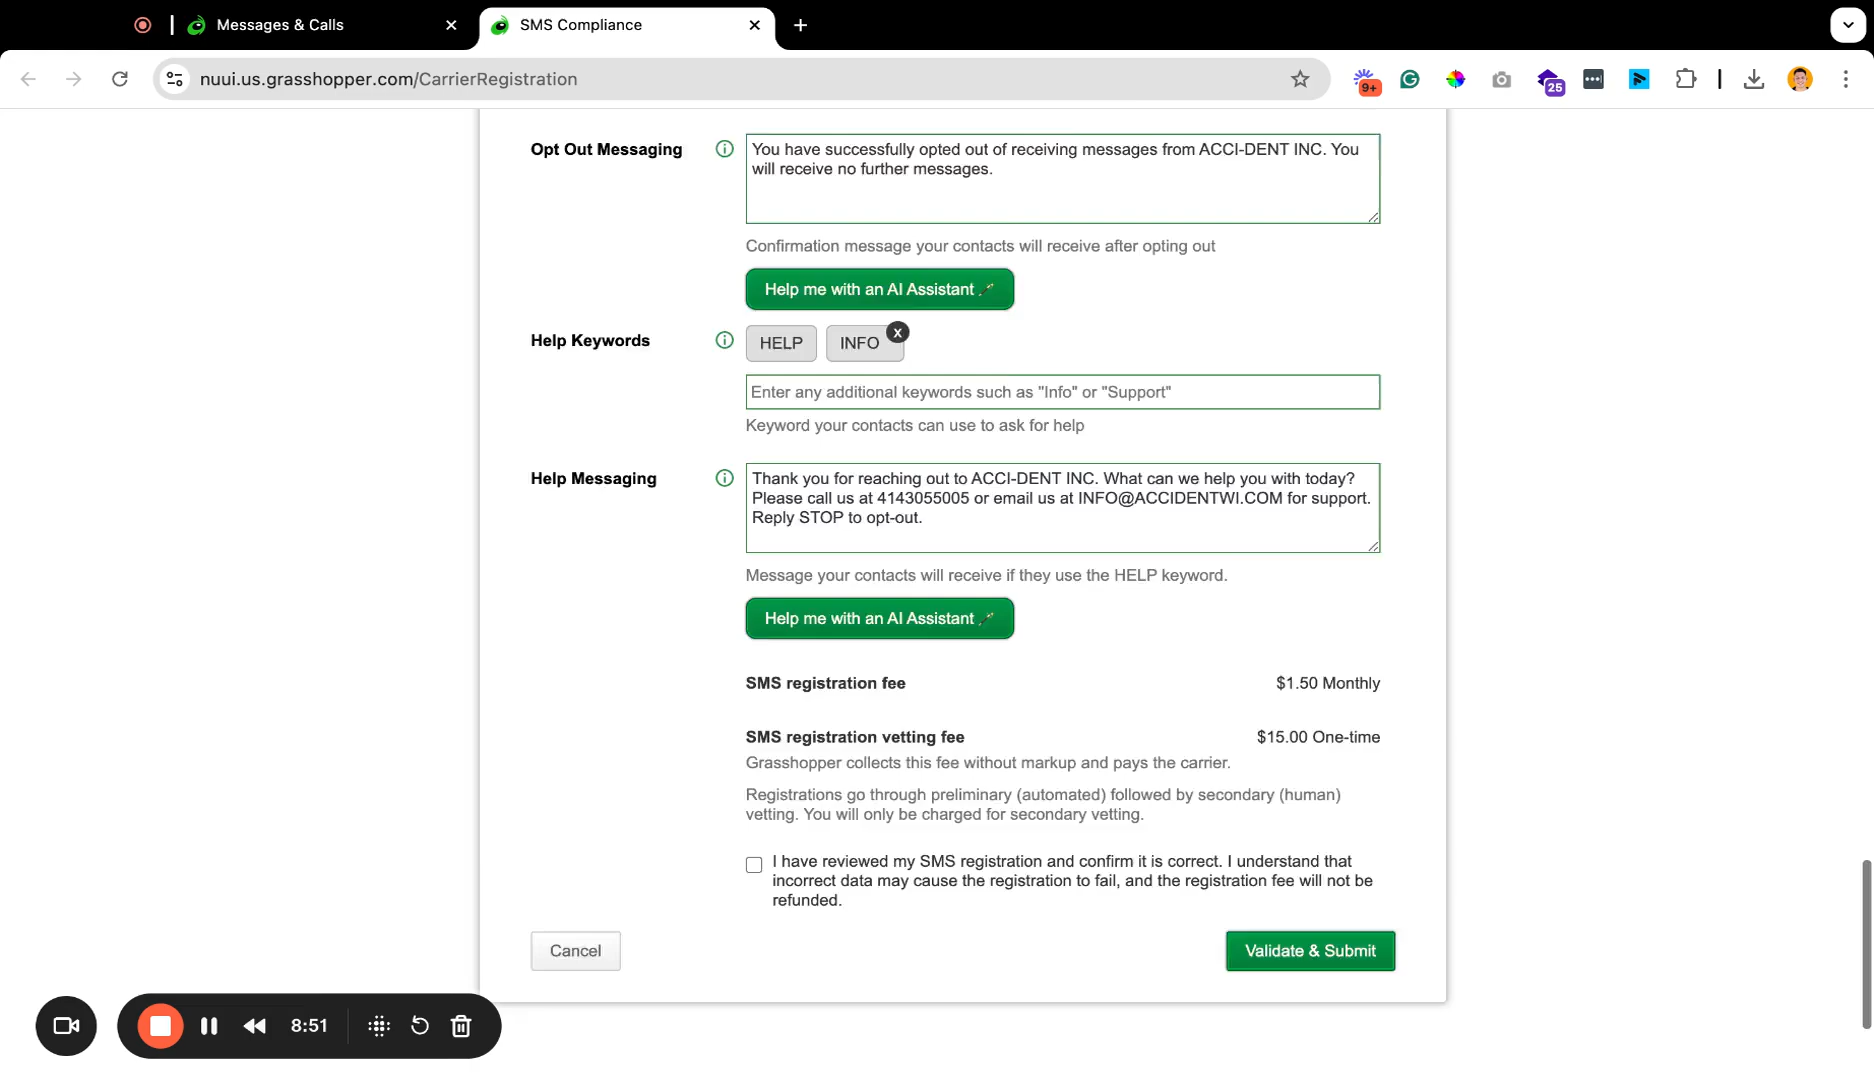 Messages & Calls
SMS Compliance
nuui.us.grasshopper.com/CarrierRegistration
9+
25
Opt Out Messaging
You have successfully opted out of receiving messages from ACCI-DENT INC. You
will receive no further messages.
Confirmation message your contacts will receive after opting out
Help me with an AI Assistant
Help Keywords
HELP
INFO
x
Enter any additional keywords such as "Info" or "Support"
Keyword your contacts can use to ask for help
Help Messaging
Thank you for reaching out to ACCI-DENT INC. What can we help you with today?
Please call us at 4143055005 or email us at INFO@ACCIDENTWI.COM for support.
Reply STOP to opt-out.
Message your contacts will receive if they use the HELP keyword.
Help me with an AI Assistant
SMS registration fee
$1.50 Monthly
SMS registration vetting fee
$15.00 One-time
Grasshopper collects this fee without markup and pays the carrier.
Registrations go through preliminary (automated) followed by secondary (human)
vetting. You will only be charged for secondary vetting.
I have reviewed my SMS registration and confirm it is correct. I understand that
incorrect data may cause the registration to fail, and the registration fee will not be
refunded.
Cancel
Validate & Submit
8:51